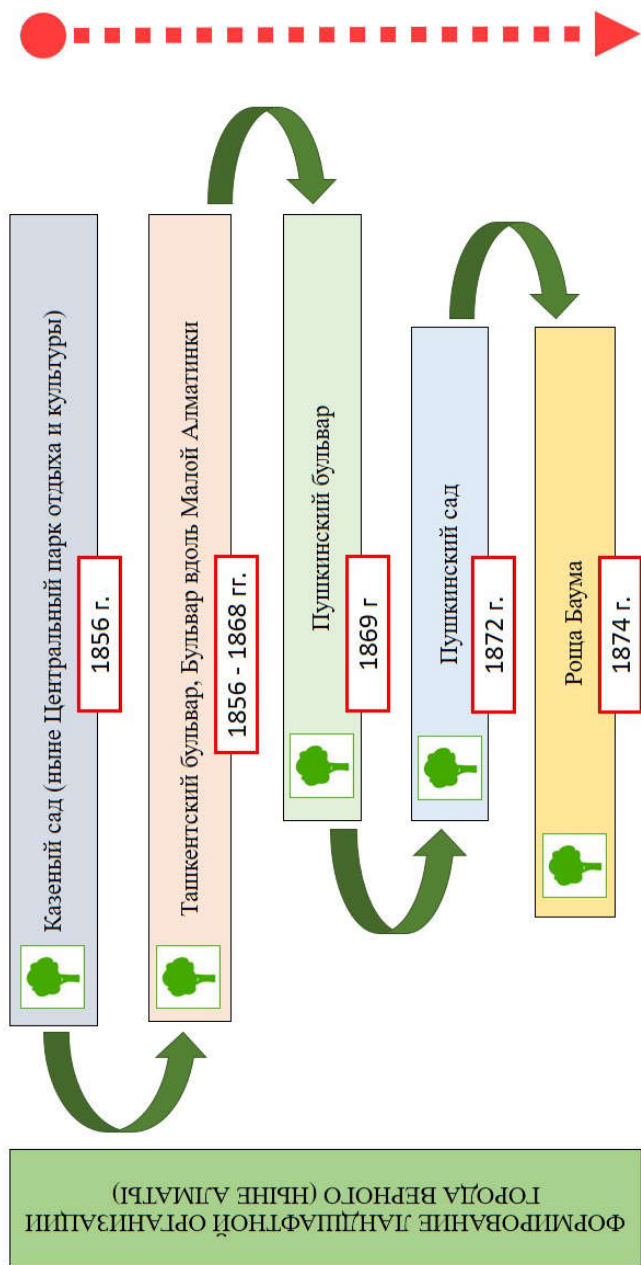 ФОРМИРОВАНИЕ ЛАНДШАФТНОЙ ОРГАНИЗАЦИИ
ГОРОДА ВЕРНОГО (НЫНЕ АЛМАТЫ)
Казеный сад (ныне Центральный парк отдыха и культуры)
1856 г.
Ташкентский бульвар, Бульвар вдоль Малой Алматинки
1856 - 1868 гг.
Пушкинский бульвар
1869 г
Пушкинский сад
1872 г.
Роща Баума
1874 г.